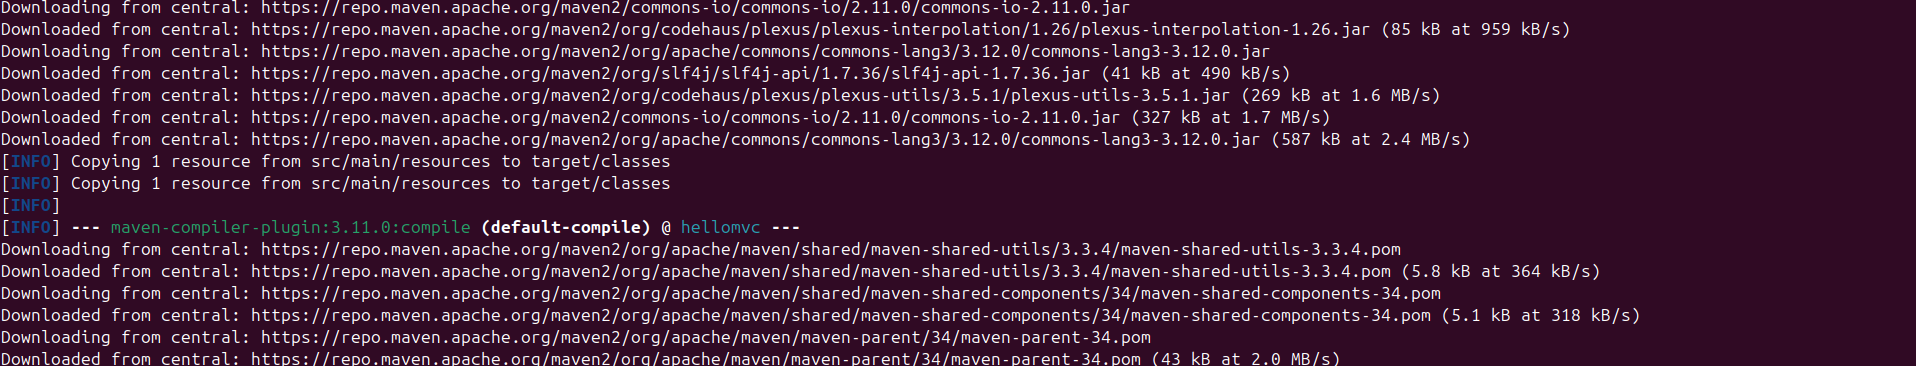 Downloading from central: https://repo.maven.apache.org/maven2/commons-io/commons-io/2.11.0/commons-io-2.11.0.jar
Downloaded from central: https://repo.maven.apache.org/maven2/org/codehaus/plexus/plexus-interpolation/1.26/plexus-interpolation-1.26.jar (85 kB at 959 kB/s)
Downloading from central: https://repo.maven.apache.org/maven2/org/apache/commons/commons-lang3/3.12.0/commons-lang3-3.12.0.jar
Downloaded from central: https://repo.maven.apache.org/maven2/org/slf4j/slf4j-api/1.7.36/slf4j-api-1.7.36.jar (41 kB at 490 kB/s)
Downloaded from central: https://repo.maven.apache.org/maven2/org/codehaus/plexus/plexus-utils/3.5.1/plexus-utils-3.5.1.jar (269 kB at 1.6 MB/s)
Downloaded from central: https://repo.maven.apache.org/maven2/commons-io/commons-io/2.11.0/commons-io-2.11.0.jar (327 kB at 1.7 MB/s)
Downloaded from central: https://repo.maven.apache.org/maven2/org/apache/commons/commons-lang3/3.12.0/commons-lang3-3.12.0.jar (587 kB at 2.4 MB/s)
[INFO] Copying 1 resource from src/main/resources to target/classes
[INFO] Copying 1 resource from src/main/resources to target/classes
[INFO]
[INFO] --- maven-compiler-plugin:3.11.0:compile (default-compile) @ hellomvc ---
Downloading from central: https://repo.maven.apache.org/maven2/org/apache/maven/shared/maven-shared-utils/3.3.4/maven-shared-utils-3.3.4.pom
Downloaded from central: https://repo.maven.apache.org/maven2/org/apache/maven/shared/maven-shared-utils/3.3.4/maven-shared-utils-3.3.4.pom (5.8 kB at 364 kB/s)
Downloading from central: https://repo.maven.apache.org/maven2/org/apache/maven/shared/maven-shared-components/34/maven-shared-components-34.pom
Downloaded from central: https://repo.maven.apache.org/maven2/org/apache/maven/shared/maven-shared-components/34/maven-shared-components-34.pom (5.1 kB at 318 kB/s)
Downloading from central: https://repo.maven.apache.org/maven2/org/apache/maven/maven-parent/34/maven-parent-34.pom
Downloaded from central: https://repo.maven.apache.org/maven2/org/apache/maven/maven-parent/34/maven-parent-34.pom (43 kB at 2.0 MB/s)